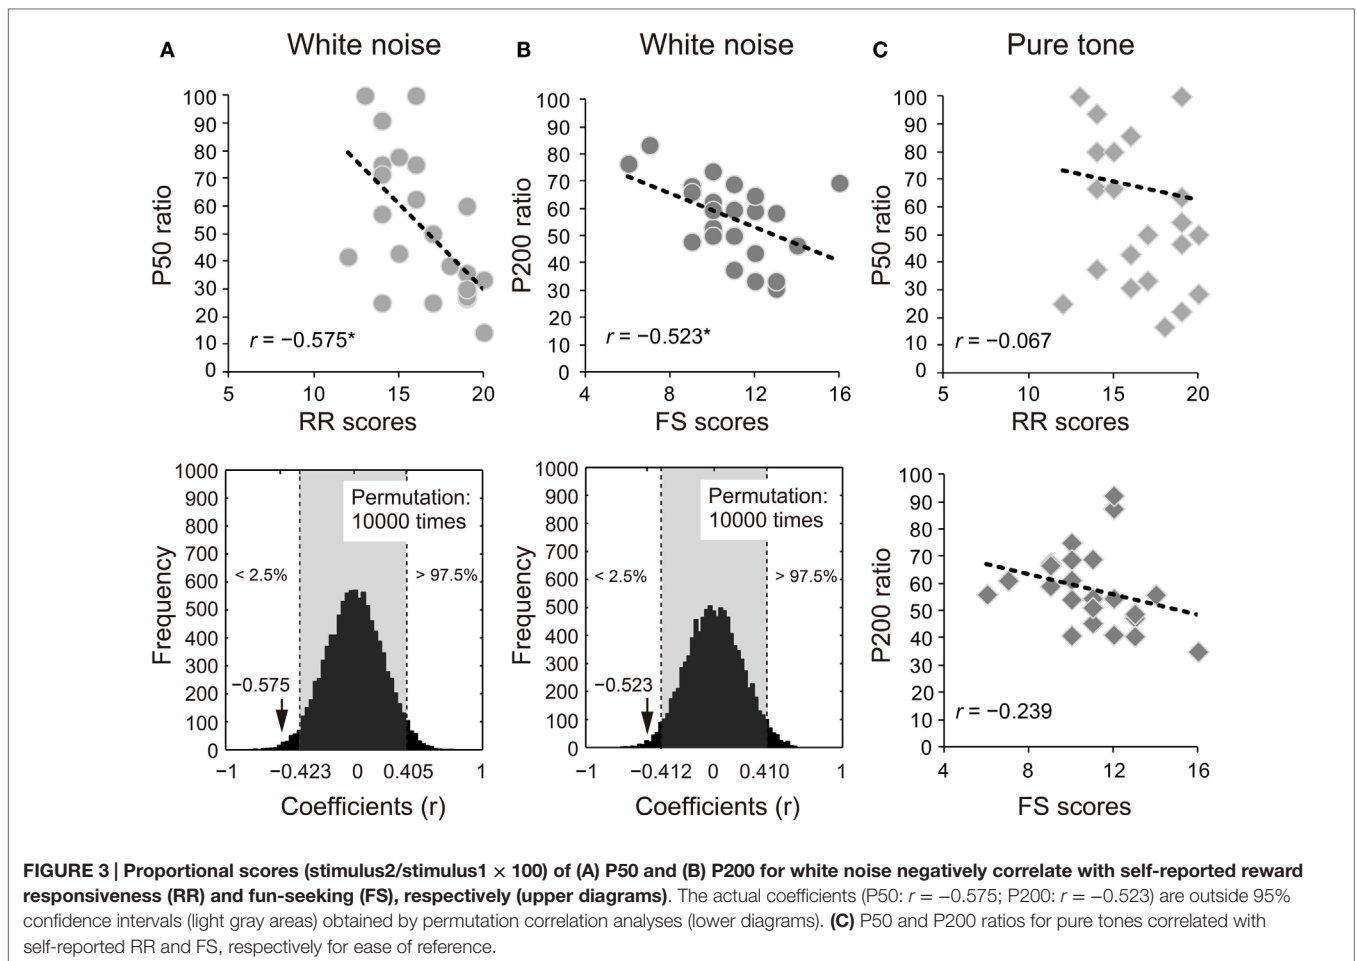 A White noise
100
90
80
70
60
50
40
30
20
10
0
P50 ratio
r = −0.575*
5 10 15 20
RR scores
B White noise
100
90
80
70
60
50
40
30
20
10
0
P200 ratio
r = −0.523*
4 8 12 16
FS scores
C Pure tone
100
90
80
70
60
50
40
30
20
10
0
P50 ratio
r = −0.067
5 10 15 20
RR scores
1000
900
800
700
600
500
400
300
200
100
0
Frequency
Permutation:
10000 times
< 2.5% > 97.5%
−0.575
−1 −0.423 0 0.405 1
Coefficients (r)
1000
900
800
700
600
500
400
300
200
100
0
Frequency
Permutation:
10000 times
< 2.5% > 97.5%
−0.523
−1 −0.412 0 0.410 1
Coefficients (r)
100
90
80
70
60
50
40
30
20
10
0
P200 ratio
r = −0.239
4 8 12 16
FS scores
FIGURE 3 | Proportional scores (stimulus2/stimulus1 × 100) of (A) P50 and (B) P200 for white noise negatively correlate with self-reported reward
responsiveness (RR) and fun-seeking (FS), respectively (upper diagrams). The actual coefficients (P50: r = −0.575; P200: r = −0.523) are outside 95%
confidence intervals (light gray areas) obtained by permutation correlation analyses (lower diagrams). (C) P50 and P200 ratios for pure tones correlated with
self-reported RR and FS, respectively for ease of reference.